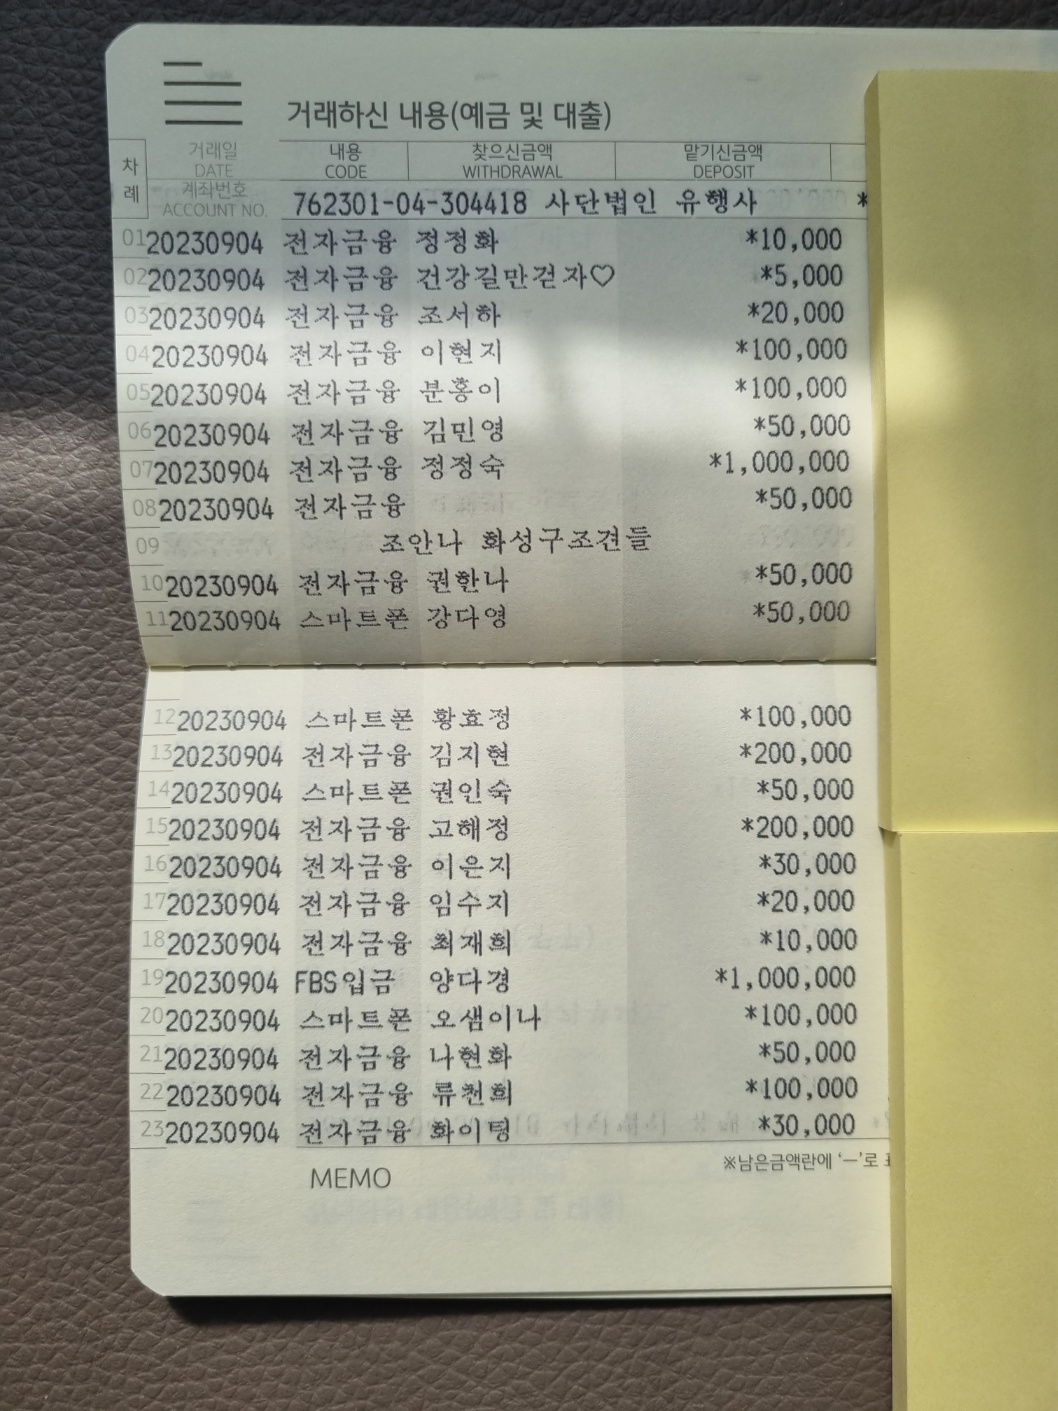 거래하신 내용(예금 및 대출)
차례
거래일 내용 찾으신금액 맡기신금액
DATE CODE WITHDRAWAL DEPOSIT
계좌번호
ACCOUNT NO. 762301-04-304418 사단법인 유행사 *
01 20230904 전자금융 정정화 *10,000
02 20230904 전자금융 건강길만걷자♡ *5,000
03 20230904 전자금융 조서하 *20,000
04 20230904 전자금융 이현지 *100,000
05 20230904 전자금융 분홍이 *100,000
06 20230904 전자금융 김민영 *50,000
07 20230904 전자금융 정정숙 *1,000,000
08 20230904 전자금융 *50,000
09 조안나 화성구조견들
10 20230904 전자금융 권한나 *50,000
11 20230904 스마트폰 강다영 *50,000
12 20230904 스마트폰 황효정 *100,000
13 20230904 전자금융 김지현 *200,000
14 20230904 스마트폰 권인숙 *50,000
15 20230904 전자금융 고혜정 *200,000
16 20230904 전자금융 이은지 *30,000
17 20230904 전자금융 임수지 *20,000
18 20230904 전자금융 최재희 *10,000
19 20230904 FBS입금 양다경 *1,000,000
20 20230904 스마트폰 오샘이나 *100,000
21 20230904 전자금융 나현화 *50,000
22 20230904 전자금융 류천희 *100,000
23 20230904 전자금융 화이팅 *30,000
※남은금액란에 ‘-’로
MEMO